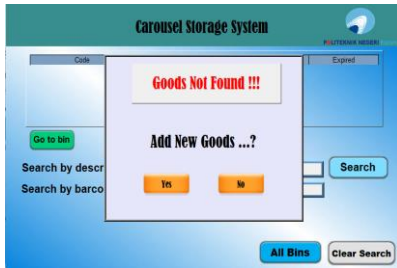 Carousel Storage System
POLITEKNIK NEGERI
Code
Expired
Goods Not Found !!!
Go to bin
Add New Goods ...?
Search by descr
Search
Search by barco
Yes
No
All Bins
Clear Search